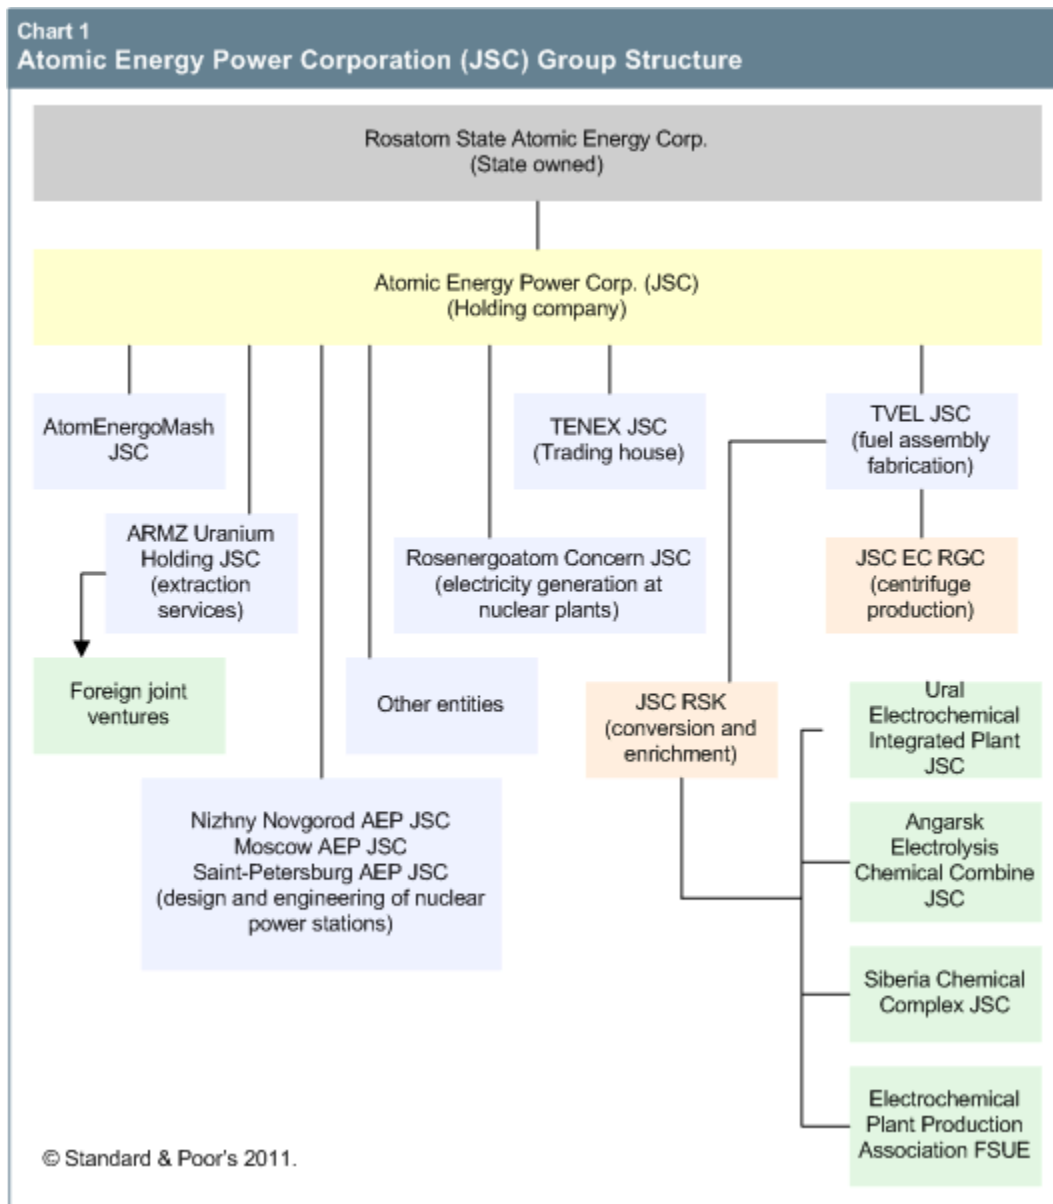 Chart 1
Atomic Energy Power Corporation (JSC) Group Structure
Rosatom State Atomic Energy Corp.
(State owned)
Atomic Energy Power Corp. (JSC)
(Holding company)
AtomEnergoMash
JSC
TENEX JSC
(Trading house)
TVEL JSC
(fuel assembly
fabrication)
ARMZ Uranium
Holding JSC
(extraction
services)
Rosenergoatom Concern JSC
(electricity generation at
nuclear plants)
JSC EC RGC
(centrifuge
production)
Foreign joint
ventures
Other entities
JSC RSK
(conversion and
enrichment)
Ural
Electrochemical
Integrated Plant
JSC
Nizhny Novgorod AEP JSC
Moscow AEP JSC
Saint-Petersburg AEP JSC
(design and engineering of nuclear
power stations)
Angarsk
Electrolysis
Chemical Combine
JSC
Siberia Chemical
Complex JSC
Electrochemical
Plant Production
Association FSUE
© Standard & Poor's 2011.